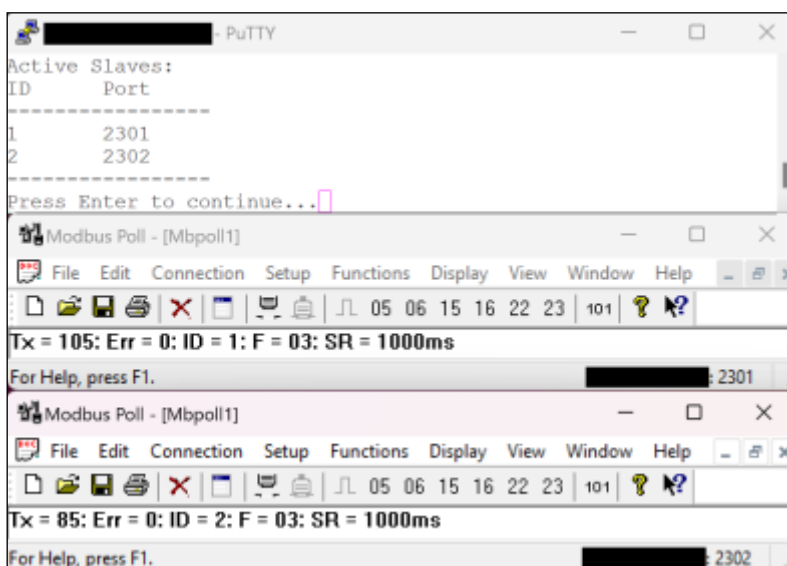 - PuTTY
Active Slaves:
ID Port
-----------------
1 2301
2 2302
-----------------
Press Enter to continue...
Modbus Poll - [Mbpoll1]
File Edit Connection Setup Functions Display View Window Help
05 06 15 16 22 23 101
Tx = 105: Err = 0: ID = 1: F = 03: SR = 1000ms
For Help, press F1. : 2301
Modbus Poll - [Mbpoll1]
File Edit Connection Setup Functions Display View Window Help
05 06 15 16 22 23 101
Tx = 85: Err = 0: ID = 2: F = 03: SR = 1000ms
For Help, press F1. : 2302